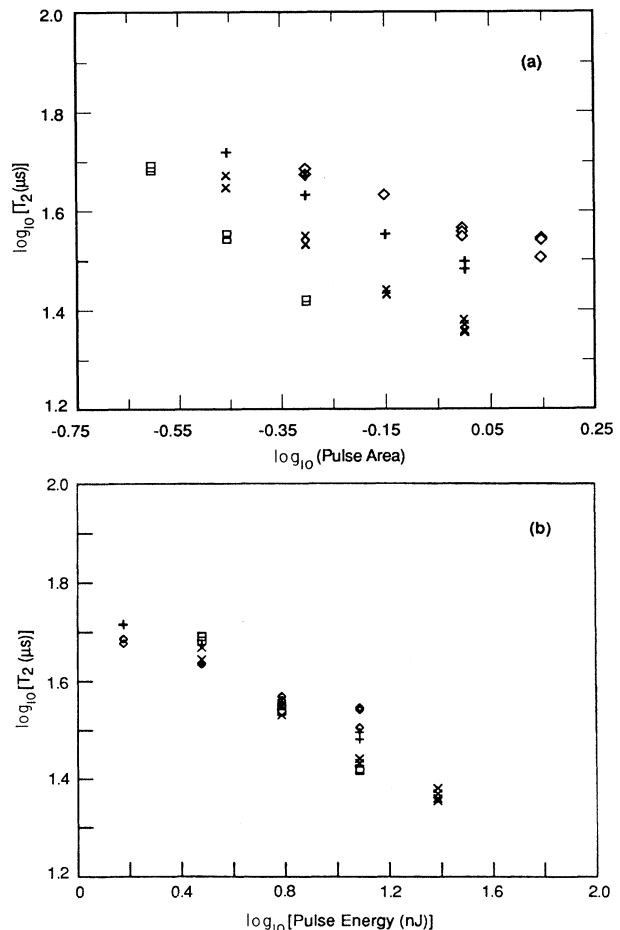 (a)
2.0
1.8
1.6
1.4
1.2
log₁₀ [T₂(μs)]
-0.75 -0.55 -0.35 -0.15 0.05 0.25
log₁₀ (Pulse Area)
(b)
2.0
1.8
1.6
1.4
1.2
log₁₀[T₂ (μs)]
0 0.4 0.8 1.2 1.6 2.0
log₁₀ [Pulse Energy (nJ)]